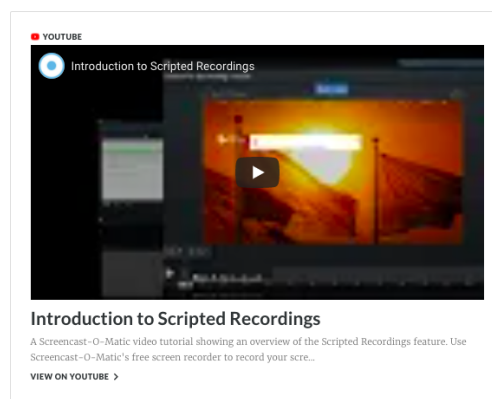 YOUTUBE
Introduction to Scripted Recordings
Introduction to Scripted Recordings
A Screencast-O-Matic video tutorial showing an overview of the Scripted Recordings feature. Use
Screencast-O-Matic's free screen recorder to record your scre...
VIEW ON YOUTUBE